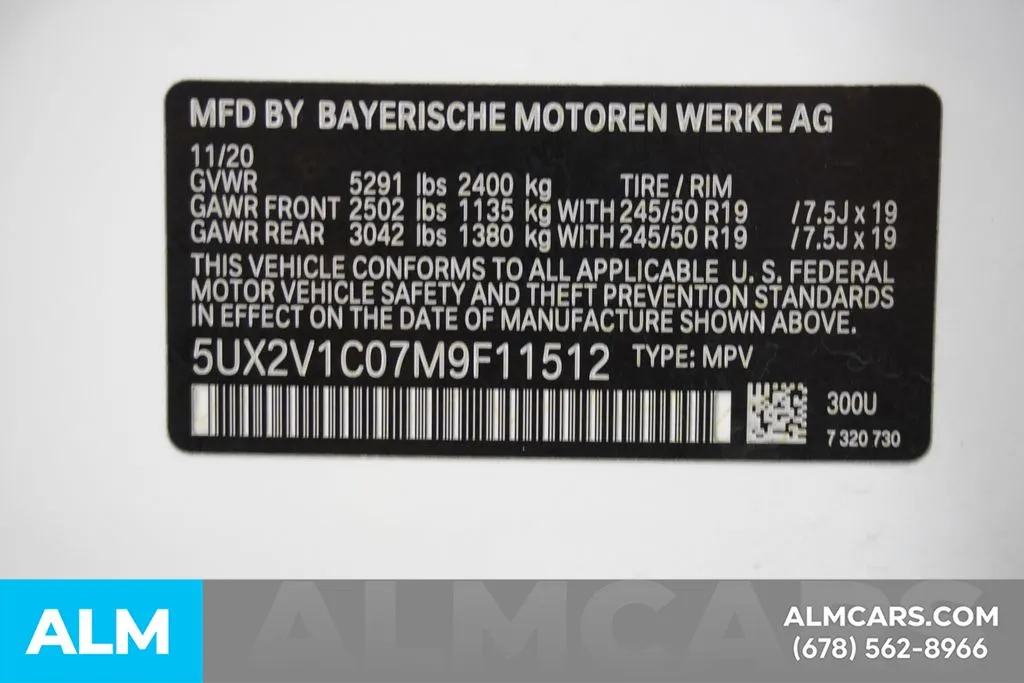 MFD BY BAYERISCHE MOTOREN WERKE AG
11/20
GVWR 5291 lbs 2400 kg TIRE / RIM
GAWR FRONT 2502 lbs 1135 kg WITH 245/50 R19 / 7.5J x 19
GAWR REAR 3042 lbs 1380 kg WITH 245/50 R19 / 7.5J x 19
THIS VEHICLE CONFORMS TO ALL APPLICABLE U. S. FEDERAL
MOTOR VEHICLE SAFETY AND THEFT PREVENTION STANDARDS
IN EFFECT ON THE DATE OF MANUFACTURE SHOWN ABOVE.
5UX2V1C07M9F11512 TYPE: MPV
300U
7 320 730
ALMCARS
ALM
ALMCARS.COM
(678) 562-8966